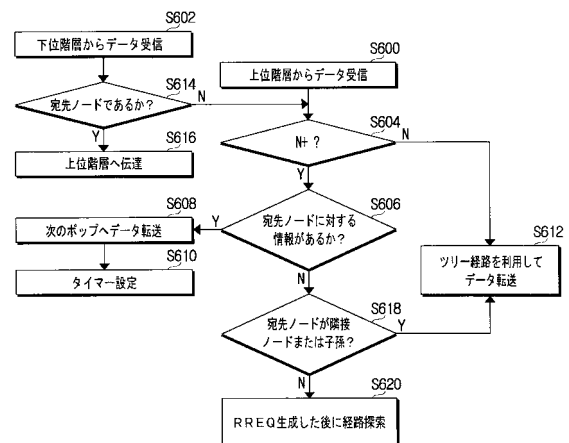 S602
下位階層からデータ受信
S600
上位階層からデータ受信
S614
宛先ノードであるか?
N
Y
S616
上位階層へ伝達
S604
N+ ?
N
Y
S606
宛先ノードに対する
情報があるか?
Y
N
S608
次のポップへデータ転送
S610
タイマー設定
S612
ツリー経路を利用して
データ転送
S618
宛先ノードが隣接
ノードまたは子孫?
Y
N
S620
RREQ生成した後に経路探索